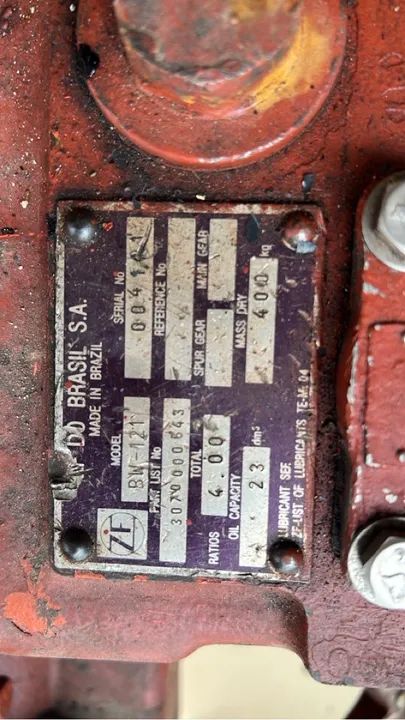 DO BRASIL S.A.
MADE IN BRAZIL
ZF
MODEL
BW-121
SERIAL No
PART LIST No
3070000643
REFERENCE No
RATIOS
TOTAL
4.00
SPUR GEAR
MAIN GEAR
OIL CAPACITY
23 dm³
MASS DRY
400 kg
LUBRICANT SEE
ZF-LIST OF LUBRICANTS TE-ML 04